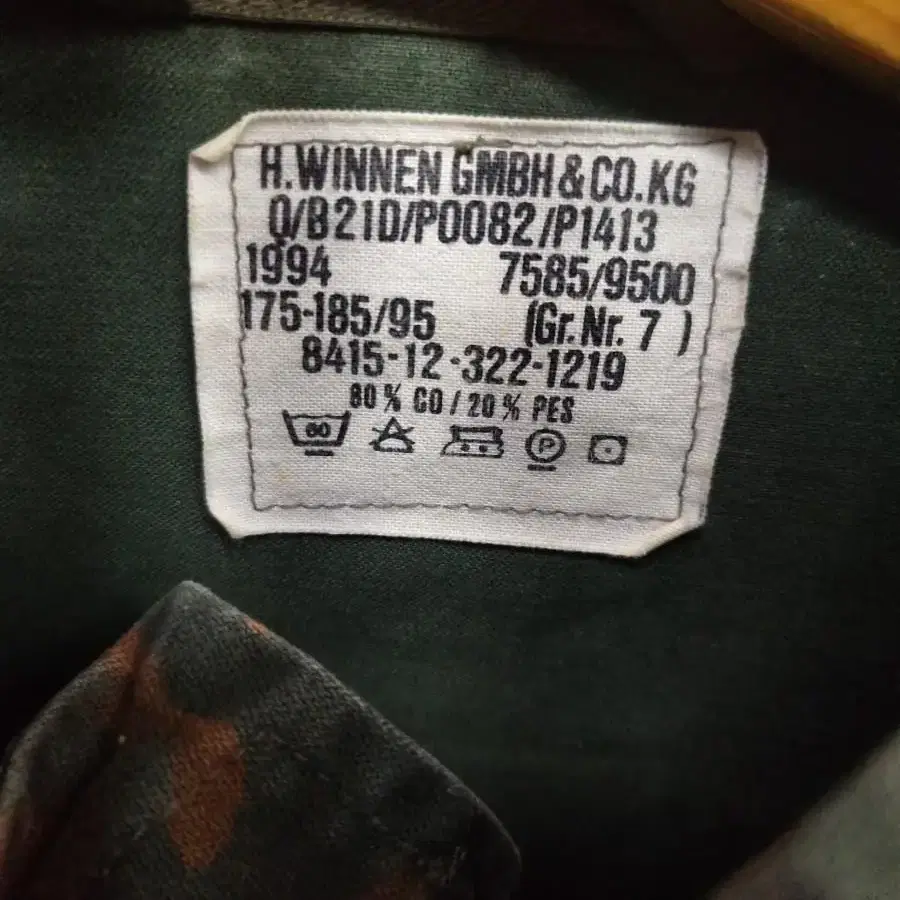 H.WINNEN GMBH & CO.KG
Q/B21D/P0082/P1413
1994 7585/9500
175-185/95 (Gr.Nr. 7 )
8415-12-322-1219
80% CO / 20% PES
60
P